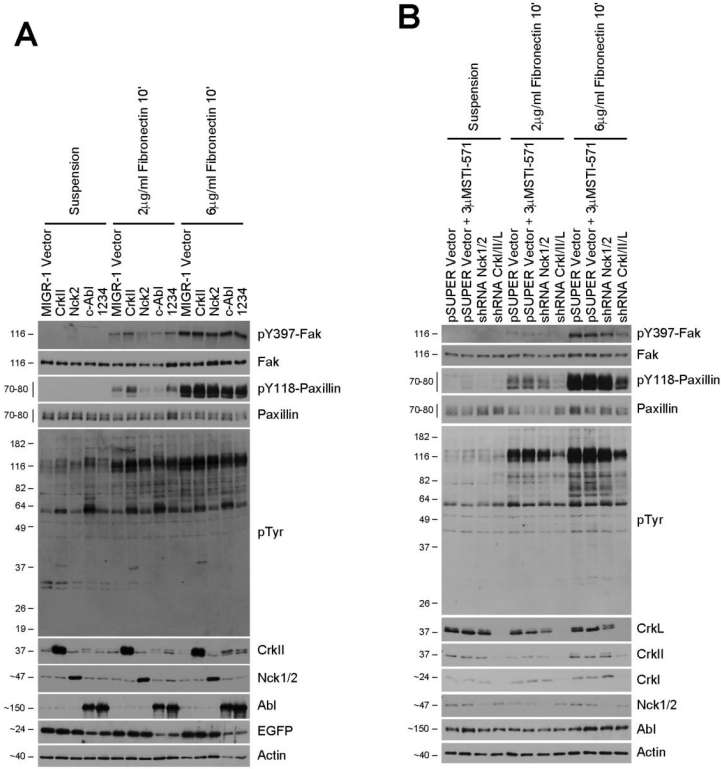 A
Suspension
2µg/ml Fibronectin 10'
6µg/ml Fibronectin 10'
MIGR-1 Vector
CrkII
Nck2
c-Abl
1234
MIGR-1 Vector
CrkII
Nck2
c-Abl
1234
MIGR-1 Vector
CrkII
Nck2
c-Abl
1234
116
pY397-Fak
116
Fak
70-80
pY118-Paxillin
70-80
Paxillin
182
116
82
64
49
37
26
19
pTyr
37
CrkII
~47
Nck1/2
~150
Abl
~24
EGFP
~40
Actin
B
Suspension
2µg/ml Fibronectin 10'
6µg/ml Fibronectin 10'
pSUPER Vector
pSUPER Vector + 3µMSTI-571
shRNA Nck1/2
shRNA CrkI/II/L
pSUPER Vector
pSUPER Vector + 3µMSTI-571
shRNA Nck1/2
shRNA CrkI/II/L
pSUPER Vector
pSUPER Vector + 3µMSTI-571
shRNA Nck1/2
shRNA CrkI/II/L
116
pY397-Fak
116
Fak
70-80
pY118-Paxillin
70-80
Paxillin
182
116
82
64
49
37
26
pTyr
37
CrkL
37
CrkII
~24
CrkI
~47
Nck1/2
~150
Abl
~40
Actin